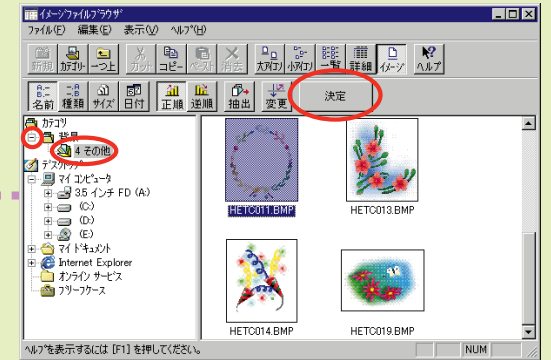 イメージファイルブラウザ
ファイル(F) 編集(E) 表示(V) ヘルプ(H)
新規 カテゴリ 一つ上 カット コピー ペースト 消去 大アイコン 小アイコン 一覧 詳細 イメージ ヘルプ
名前 種類 サイズ 日付 正順 逆順 抽出 変更 決定
カテゴリ
背景
4 その他
デスクトップ
マイ コンピュータ
3.5 インチ FD (A:)
(C:)
(D:)
(E:)
マイ ドキュメント
Internet Explorer
オンライン サービス
ブリーフケース
HETC011.BMP HETC013.BMP
HETC014.BMP HETC019.BMP
ヘルプを表示するには [F1] を押してください。 NUM